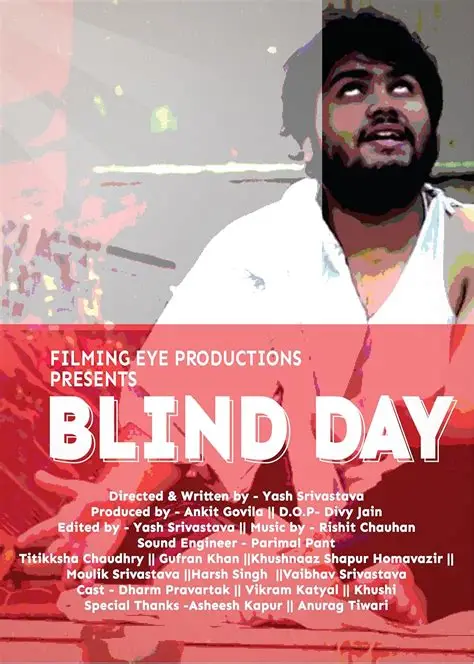 FILMING EYE PRODUCTIONS
PRESENTS
BLIND DAY
Directed & Written by - Yash Srivastava
Produced by - Ankit Govila || D.O.P- Divy Jain
Edited by - Yash Srivastava || Music by - Rishit Chauhan
Sound Engineer - Parimal Pant
Titikksha Chaudhry || Gufran Khan ||Khushnaaz Shapur Homavazir ||
Moulik Srivastava ||Harsh Singh ||Vaibhav Srivastava
Cast - Dharm Pravartak || Vikram Katyal || Khushi
Special Thanks -Asheesh Kapur || Anurag Tiwari